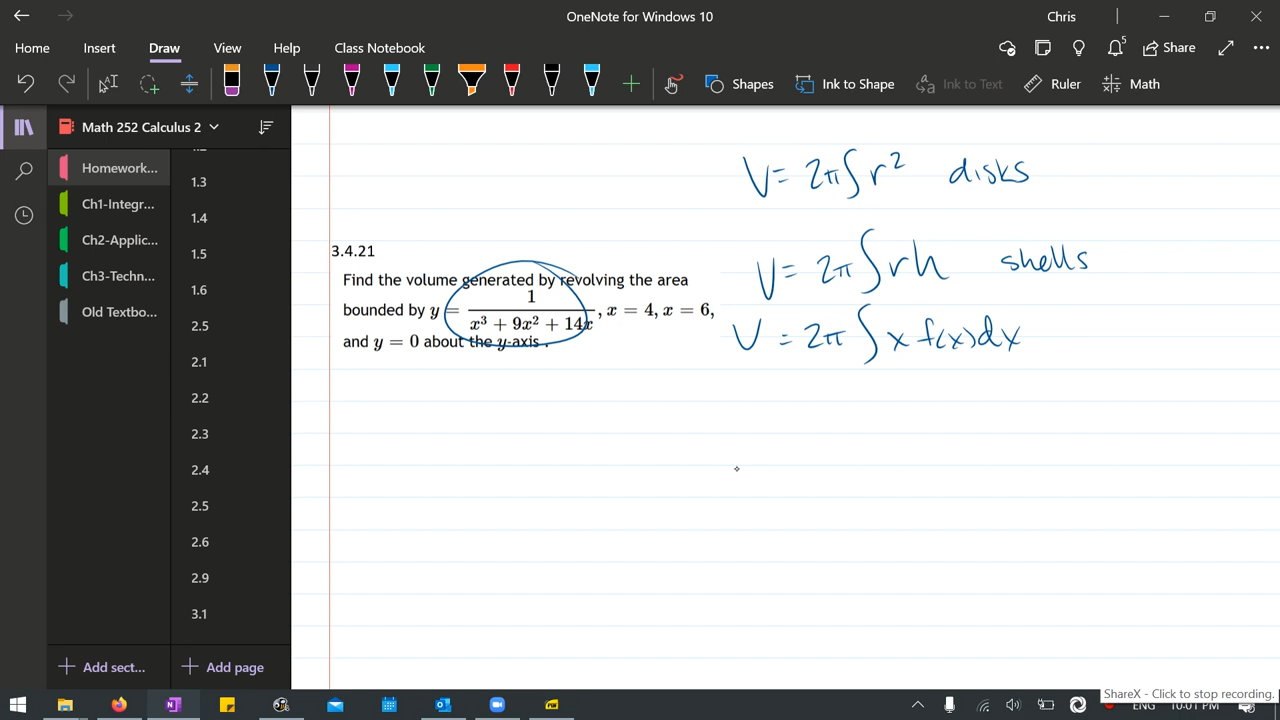 OneNote for Windows 10
Chris
Home Insert Draw View Help Class Notebook
5
Share
Shapes
Ink to Shape
Ink to Text
Ruler
Math
Math 252 Calculus 2
Homework...
Ch1-Integr...
Ch2-Applic...
Ch3-Techn...
Old Textbo...
1.3
1.4
1.5
1.6
2.5
2.1
2.2
2.3
2.4
2.5
2.6
2.9
3.1
Add sect...
Add page
V = 2π∫r² disks
3.4.21
Find the volume generated by revolving the area
bounded by y = 1/(x³ + 9x² + 14x), x = 4, x = 6,
and y = 0 about the y-axis .
V = 2π∫rh shells
V = 2π∫x f(x)dx
ShareX - Click to stop recording.
ENG
10:01 PM